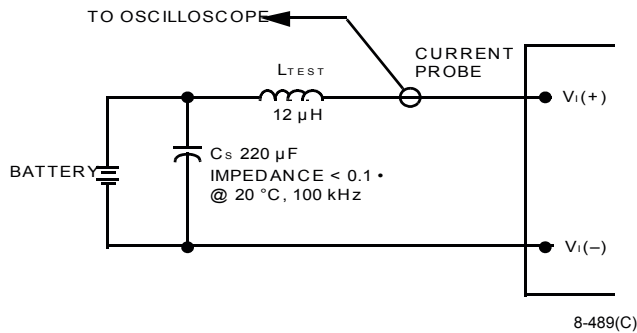 TO OSCILLOSCOPE
CURRENT
PROBE
LTEST
12 µH
VI(+)
CS 220 µF
IMPEDANCE < 0.1 •
@ 20 °C, 100 kHz
BATTERY
VI(–)
8-489(C)